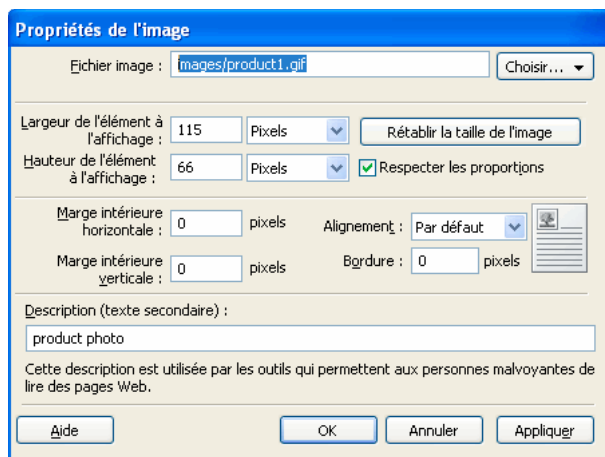 Propriétés de l'image
Fichier image : images/product1.gif Choisir...
Largeur de l'élément à
l'affichage : 115 Pixels Rétablir la taille de l'image
Hauteur de l'élément
à l'affichage : 66 Pixels Respecter les proportions
Marge intérieure
horizontale : 0 pixels Alignement : Par défaut
Marge intérieure
verticale : 0 pixels Bordure : 0 pixels
Description (texte secondaire) :
product photo
Cette description est utilisée par les outils qui permettent aux personnes malvoyantes de
lire des pages Web.
Aide OK Annuler Appliquer